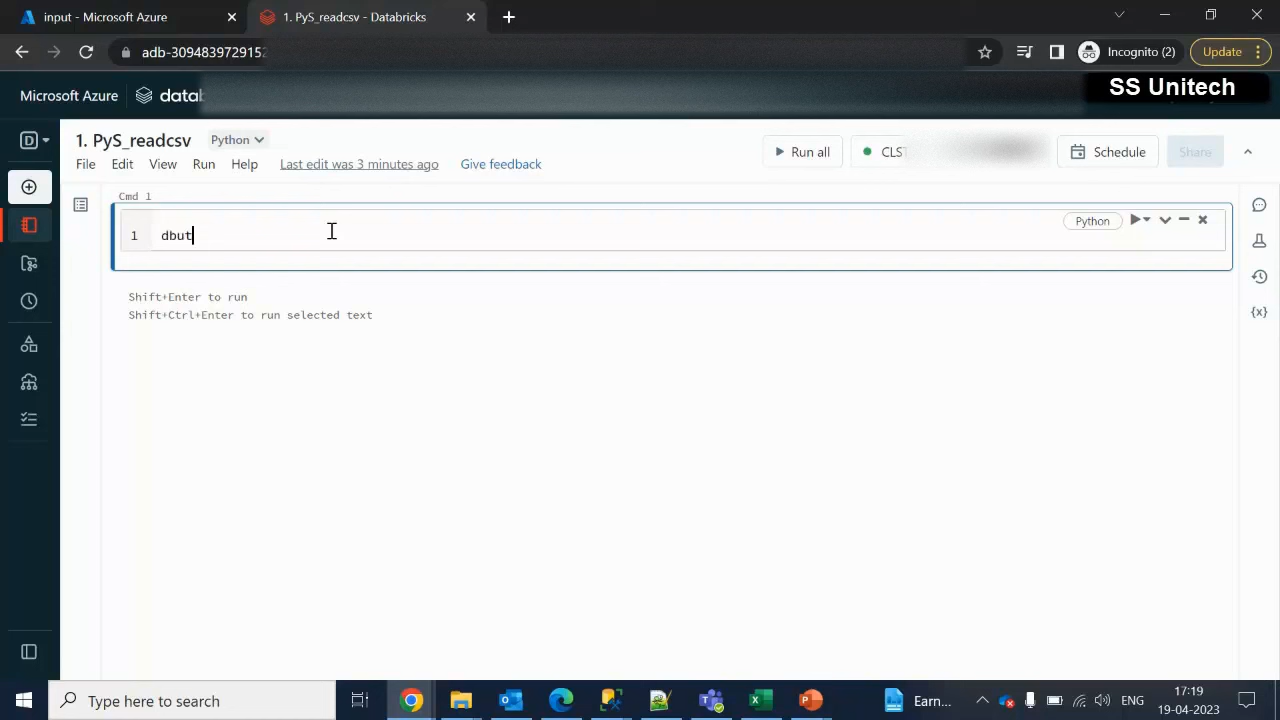 input - Microsoft Azure
1. PyS_readcsv - Databricks
adb-3094839729152
Incognito (2)
Update
Microsoft Azure
SS Unitech
1. PyS_readcsv
Python
File
Edit
View
Run
Help
Last edit was 3 minutes ago
Give feedback
Run all
Schedule
Share
Cmd 1
1
dbut
Python
Shift+Enter to run
Shift+Ctrl+Enter to run selected text
D
{x}
Type here to search
Earn...
ENG
17:19
19-04-2023